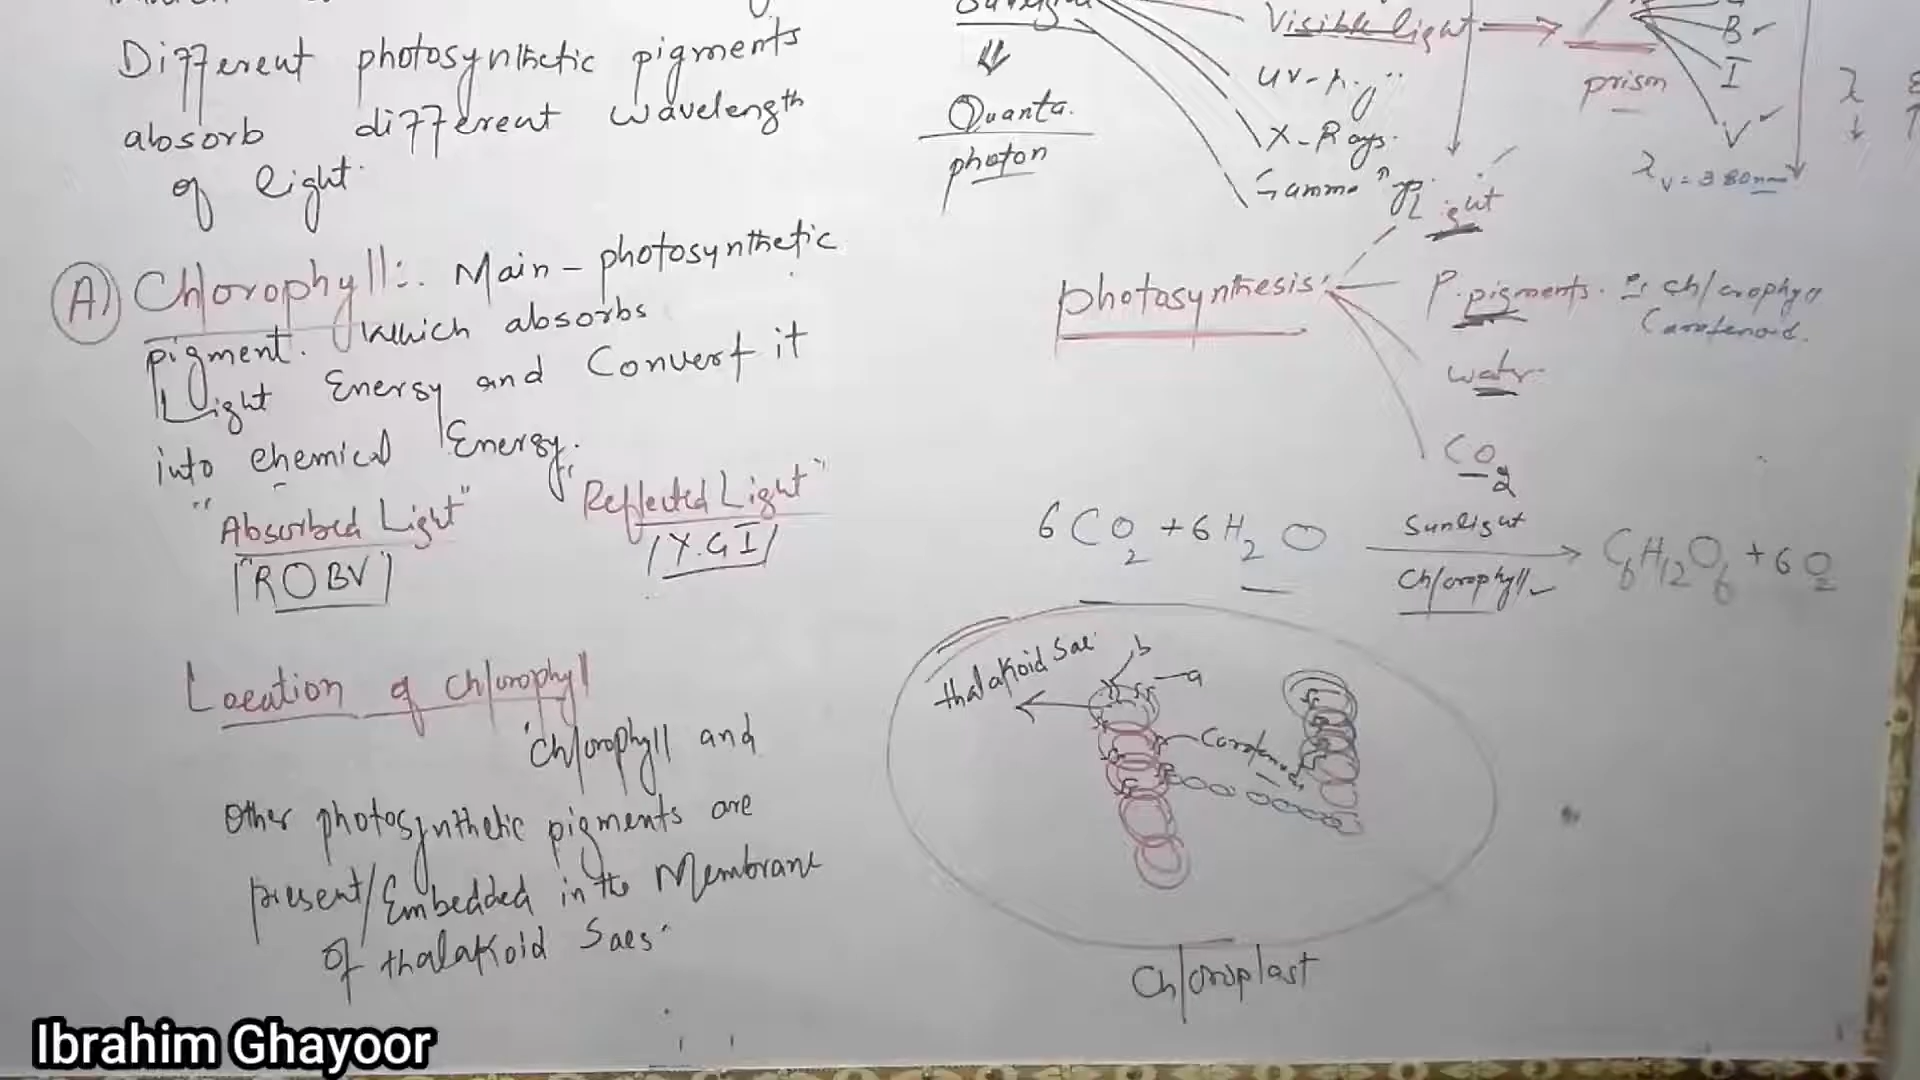 Different photosynthetic pigments
absorb different wavelength
of light.
A) Chlorophyll:. Main - photosynthetic
pigment. Which absorbs
Light Energy and Convert it
into chemical Energy.
"Absorbed Light"
"Reflected Light"
"ROBV
Y.GI
Location of chlorophyll
'Chlorophyll and
Other photosynthetic pigments are
present/Embedded in the Membrane
of thalakoid Sacs
Visible light
Quanta.
photon
X-Rays.
prism
B
I
V
λ
λv=380nm
Light
photosynthesis:
P. pigments.
chlorophyll
Carotenoid.
water
CO2
6CO2 + 6H2O
Sunlight
Chlorophyll
C6H12O6 + 6O2
thalakoid Sac
b
a
Chloroplast
Ibrahim Ghayoor